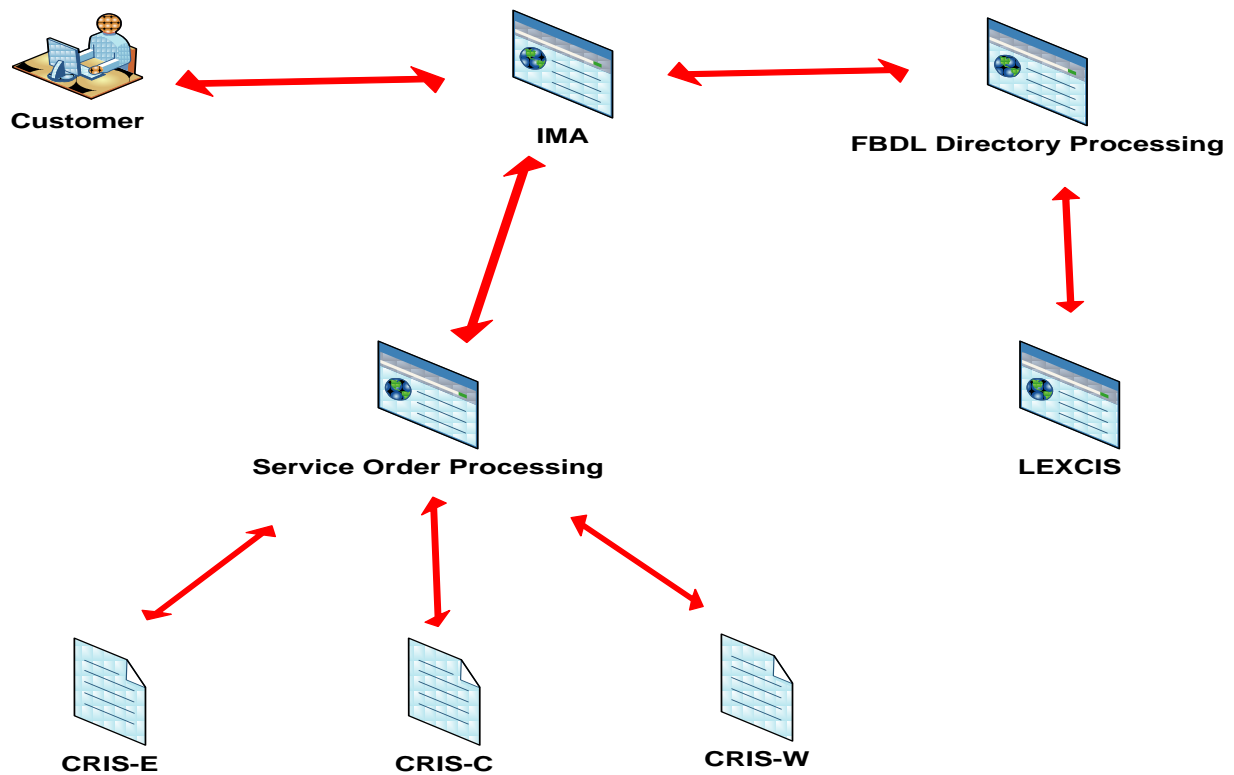 Customer
IMA
FBDL Directory Processing
Service Order Processing
LEXCIS
CRIS-E
CRIS-C
CRIS-W